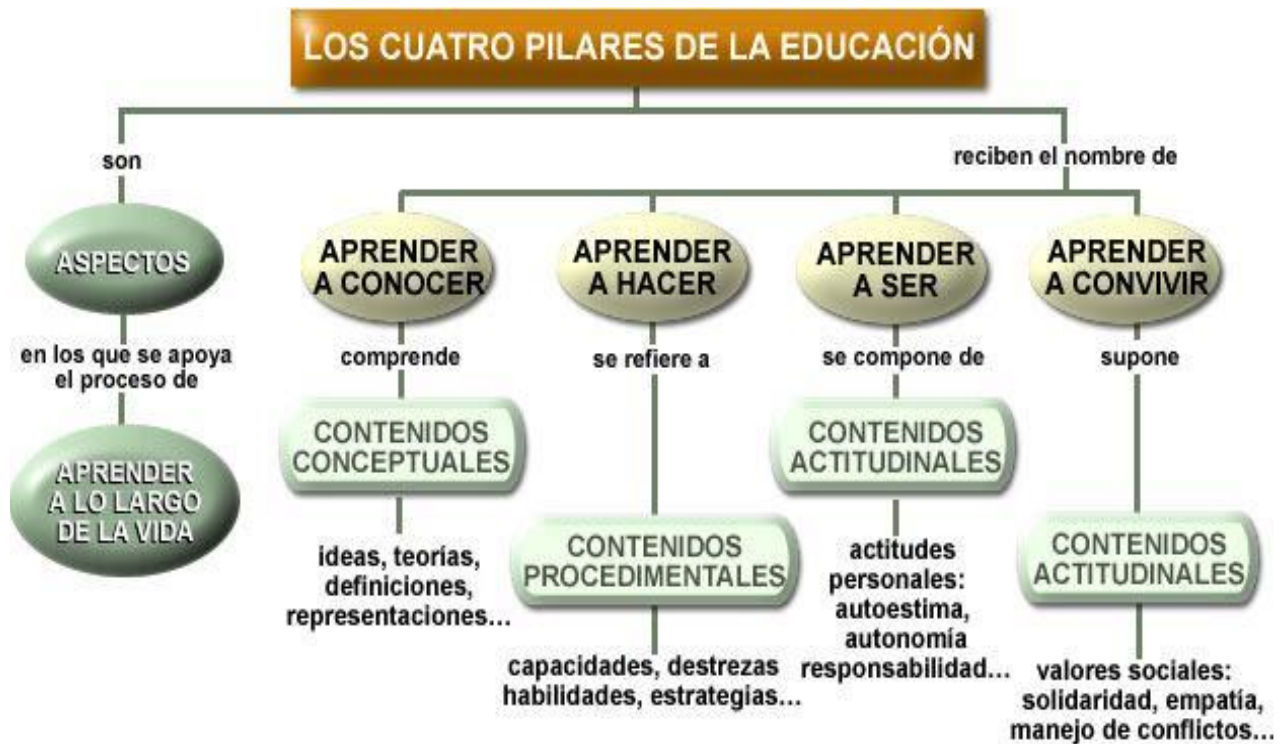 LOS CUATRO PILARES DE LA EDUCACIÓN
son
reciben el nombre de
ASPECTOS
en los que se apoya
el proceso de
APRENDER
A LO LARGO
DE LA VIDA
APRENDER
A CONOCER
comprende
CONTENIDOS
CONCEPTUALES
ideas, teorías,
definiciones,
representaciones...
APRENDER
A HACER
se refiere a
CONTENIDOS
PROCEDIMENTALES
capacidades, destrezas
habilidades, estrategias...
APRENDER
A SER
se compone de
CONTENIDOS
ACTITUDINALES
actitudes
personales:
autoestima,
autonomía
responsabilidad...
APRENDER
A CONVIVIR
supone
CONTENIDOS
ACTITUDINALES
valores sociales:
solidaridad, empatía,
manejo de conflictos...